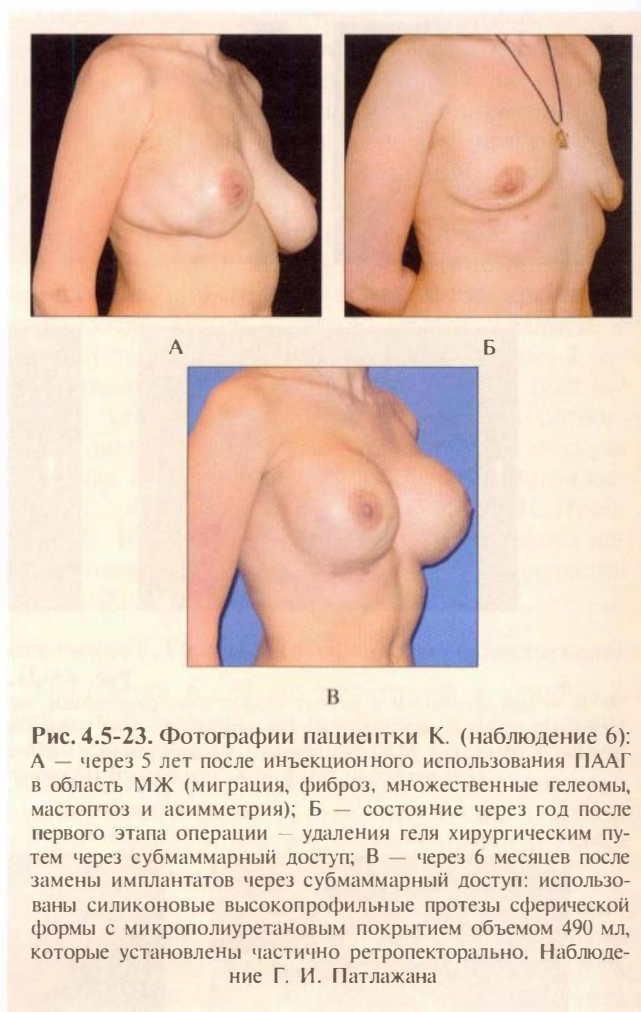 А
Б
В
Рис. 4.5-23. Фотографии пациентки К. (наблюдение 6):
А — через 5 лет после инъекционного использования ПААГ
в область МЖ (миграция, фиброз, множественные гелеомы,
мастоптоз и асимметрия); Б — состояние через год после
первого этапа операции — удаления геля хирургическим пу-
тем через субмаммарный доступ; В — через 6 месяцев после
замены имплантатов через субмаммарный доступ: использо-
ваны силиконовые высокопрофильные протезы сферической
формы с микрополиуретановым покрытием объемом 490 мл,
которые установлены частично ретропекторально. Наблюде-
ние Г. И. Патлажана